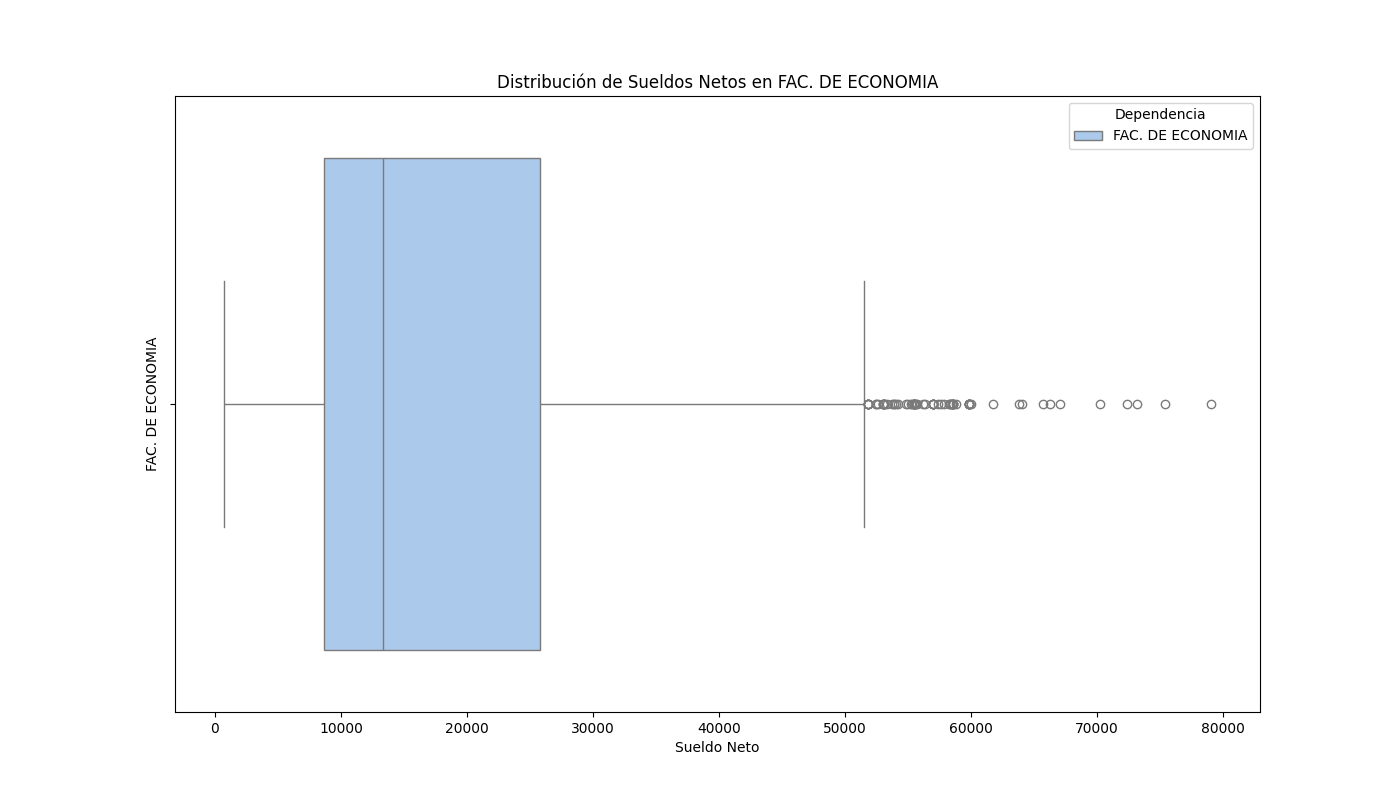 Distribución de Sueldos Netos en FAC. DE ECONOMIA
Dependencia
FAC. DE ECONOMIA
FAC. DE ECONOMIA
0 10000 20000 30000 40000 50000 60000 70000 80000
Sueldo Neto